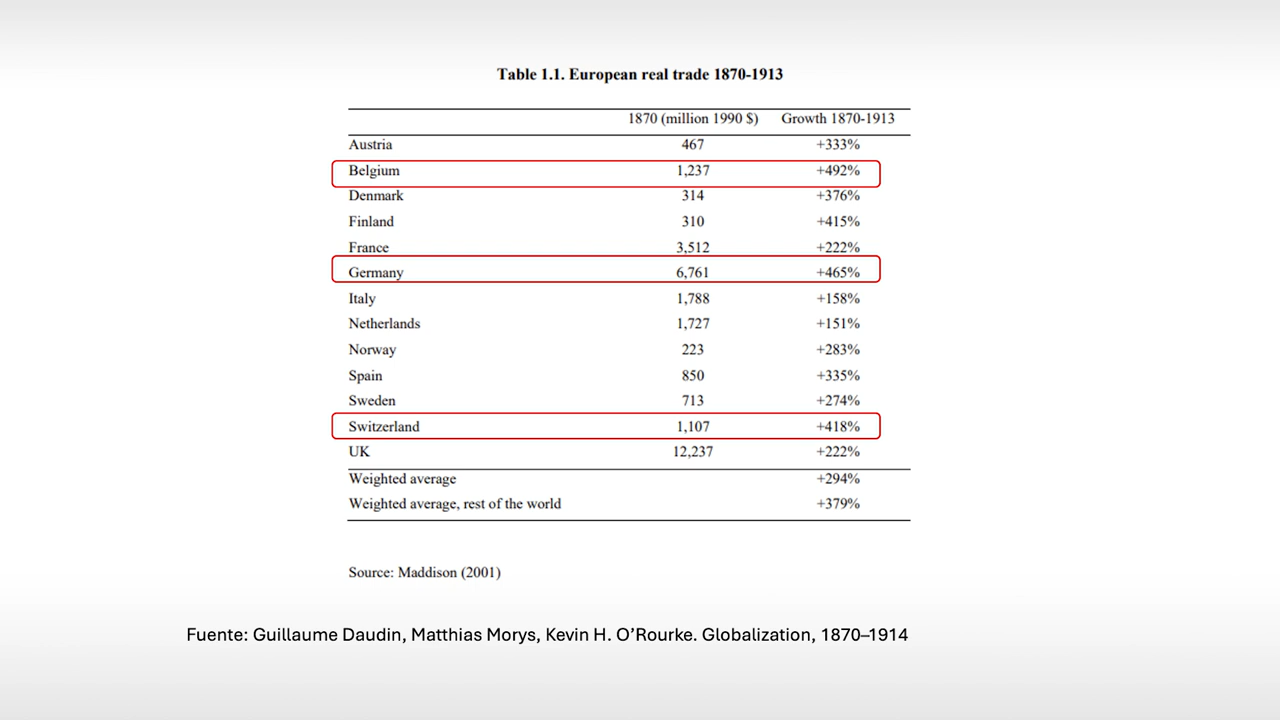 Table 1.1. European real trade 1870-1913
1870 (million 1990 $) Growth 1870-1913
Austria 467 +333%
Belgium 1,237 +492%
Denmark 314 +376%
Finland 310 +415%
France 3,512 +222%
Germany 6,761 +465%
Italy 1,788 +158%
Netherlands 1,727 +151%
Norway 223 +283%
Spain 850 +335%
Sweden 713 +274%
Switzerland 1,107 +418%
UK 12,237 +222%
Weighted average +294%
Weighted average, rest of the world +379%
Source: Maddison (2001)
Fuente: Guillaume Daudin, Matthias Morys, Kevin H. O’Rourke. Globalization, 1870–1914